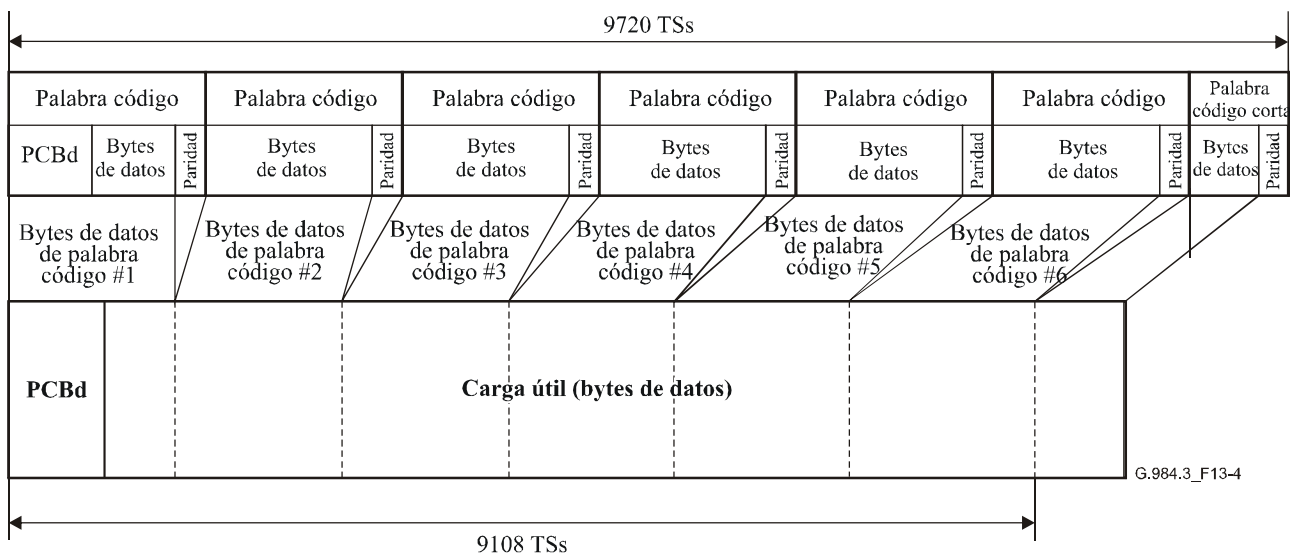 9720 TSs
Palabra código
Palabra código
Palabra código
Palabra código
Palabra código
Palabra código
Palabra
código corta
PCBd
Bytes
de datos
Paridad
Bytes
de datos
Paridad
Bytes
de datos
Paridad
Bytes
de datos
Paridad
Bytes
de datos
Paridad
Bytes
de datos
Paridad
Bytes
de datos
Paridad
Bytes de datos
de palabra
código #1
Bytes de datos
de palabra
código #2
Bytes de datos
de palabra
código #3
Bytes de datos
de palabra
código #4
Bytes de datos
de palabra
código #5
Bytes de datos
de palabra
código #6
PCBd
Carga útil (bytes de datos)
G.984.3_F13-4
9108 TSs